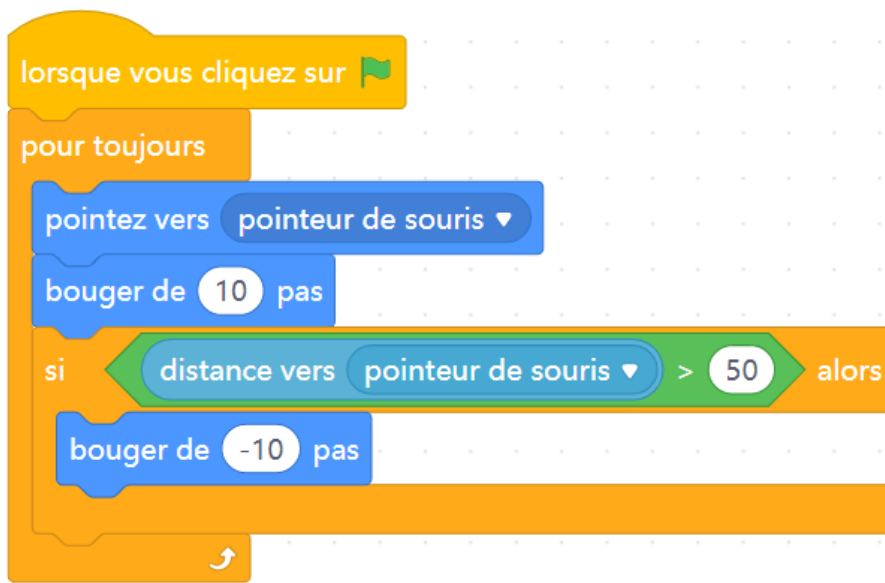 lorsque vous cliquez sur
pour toujours
pointez vers pointeur de souris
bouger de 10 pas
si distance vers pointeur de souris > 50 alors
bouger de -10 pas